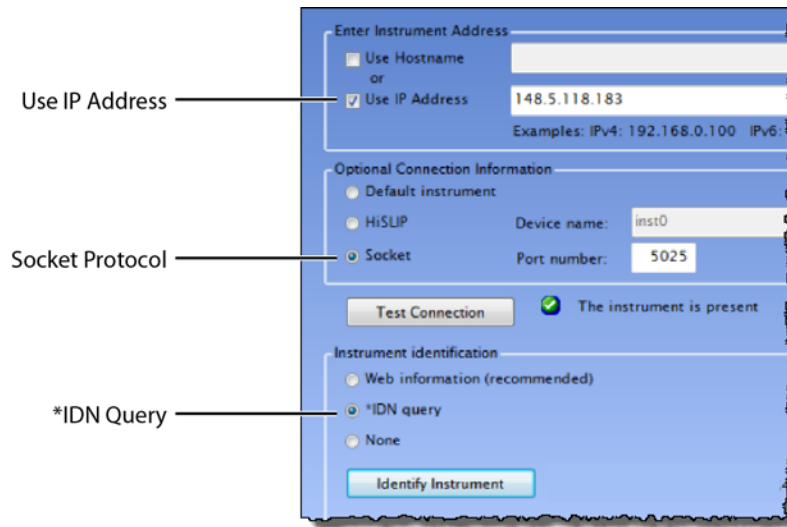 Enter Instrument Address
Use Hostname
or
Use IP Address
Use IP Address
148.5.118.183
Examples: IPv4: 192.168.0.100 IPv6:
Optional Connection Information
Default instrument
HiSLIP
Device name:
inst0
Socket Protocol
Socket
Port number:
5025
Test Connection
The instrument is present
Instrument identification
Web information (recommended)
*IDN Query
*IDN query
None
Identify Instrument